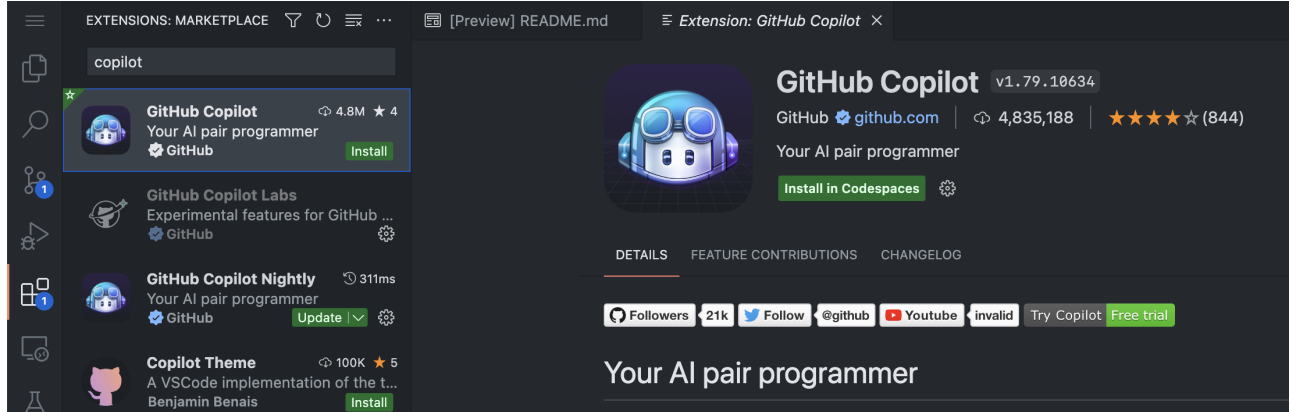 EXTENSIONS: MARKETPLACE
copilot
GitHub Copilot 4.8M ★ 4
Your AI pair programmer
GitHub Install
GitHub Copilot Labs
Experimental features for GitHub ...
GitHub
GitHub Copilot Nightly 311ms
Your AI pair programmer
GitHub Update
Copilot Theme 100K ★ 5
A VSCode implementation of the t...
Benjamin Benais Install
1
1
[Preview] README.md Extension: GitHub Copilot
GitHub Copilot v1.79.10634
GitHub github.com 4,835,188 ★★★★☆(844)
Your AI pair programmer
Install in Codespaces
DETAILS FEATURE CONTRIBUTIONS CHANGELOG
Followers 21k Follow @github Youtube invalid Try Copilot Free trial
Your AI pair programmer